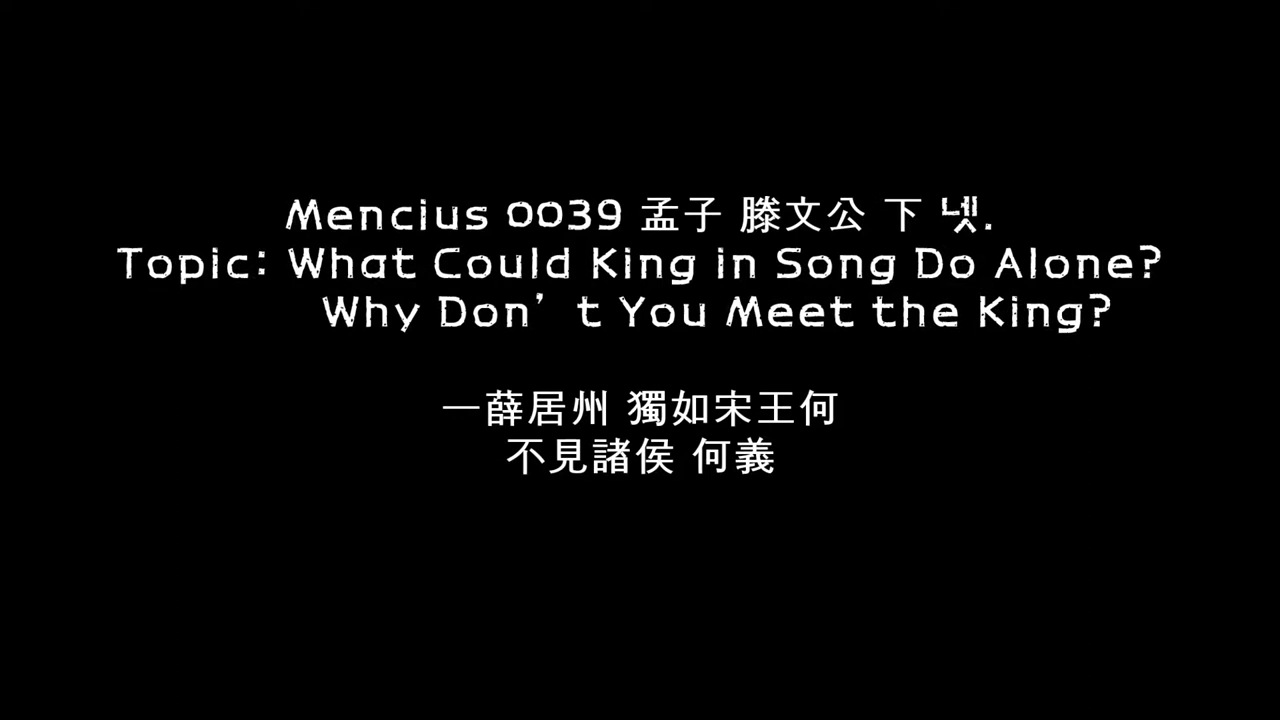 Mencius 0039 孟子 滕文公 下 넷.
Topic: What Could King in Song Do Alone?
Why Don’t You Meet the King?
一薛居州 獨如宋王何
不見諸侯 何義